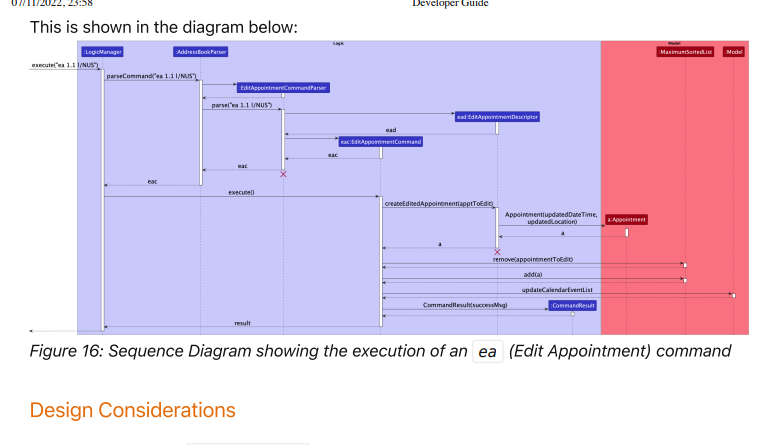 07/11/2022, 23:58 Developer Guide
This is shown in the diagram below:
Logic Model
:LogicManager :AddressBookParser :MaximumSortedList Model
execute("ea 1.1 l/NUS")
parseCommand("ea 1.1 l/NUS")
EditAppointmentCommandParser
parse("ea 1.1 l/NUS")
ead:EditAppointmentDescriptor
ead
eac:EditAppointmentCommand
eac
eac
eac
execute()
createEditedAppointment(apptToEdit)
Appointment(updatedDateTime,
updatedLocation)
a:Appointment
a
a
remove(appointmentToEdit)
add(a)
updateCalendarEventList
CommandResult(successMsg) :CommandResult
result
Figure 16: Sequence Diagram showing the execution of an ea (Edit Appointment) command
Design Considerations